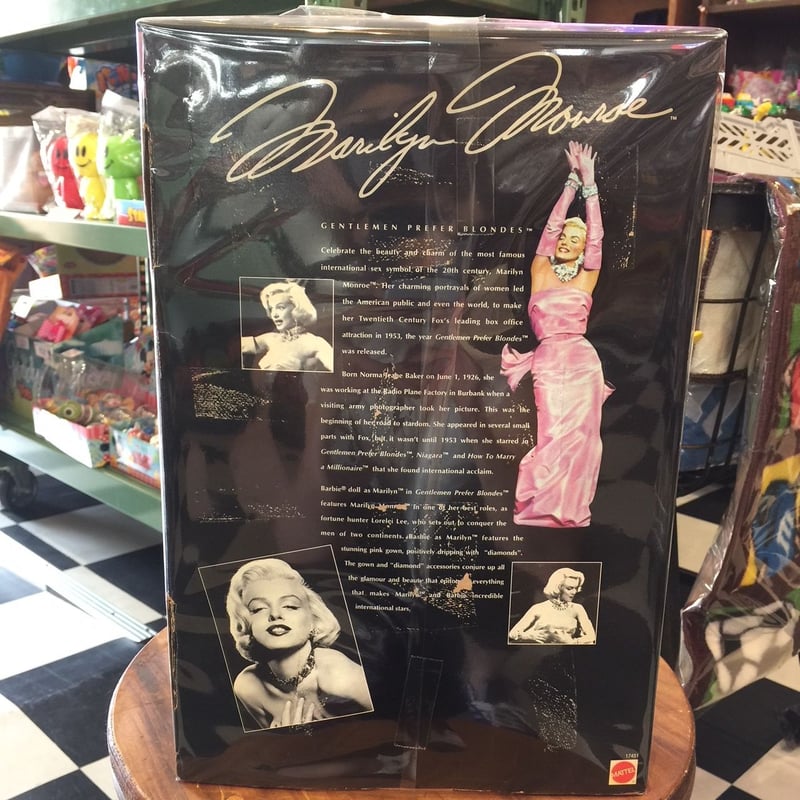 Marilyn Monroe™
GENTLEMEN PREFER BLONDES™
Celebrate the beauty and charm of the most famous
international sex symbol of the 20th century, Marilyn
Monroe™. Her charming portrayals of women led
the American public and even the world, to make
her Twentieth Century Fox's leading box office
attraction in 1953, the year Gentlemen Prefer Blondes™
was released.
Born Norma Jeane Baker on June 1, 1926, she
was working at the Radio Plane Factory in Burbank when a
visiting army photographer took her picture. This was the
beginning of her road to stardom. She appeared in several small
parts with Fox, but it wasn't until 1953 when she starred in
Gentlemen Prefer Blondes™, Niagara™ and How To Marry
a Millionaire™ that she found international acclaim.
Barbie® doll as Marilyn™ in Gentlemen Prefer Blondes™
features Marilyn Monroe™ in one of her best roles, as
fortune hunter Lorelei Lee, who sets out to conquer the
men of two continents. Barbie as Marilyn™ features the
stunning pink gown, positively dripping with "diamonds".
The gown and "diamond" accessories conjure up all
the glamour and beauty that everything
that makes Marilyn™ and Barbie incredible
international stars.
17451
MATTEL